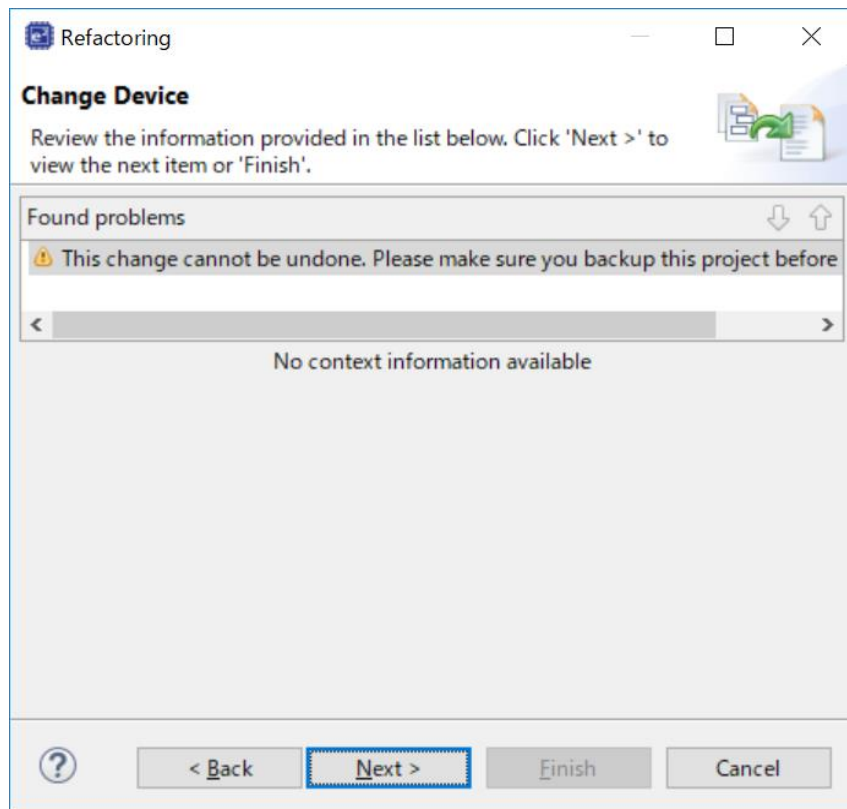 Refactoring
Change Device
Review the information provided in the list below. Click 'Next >' to
view the next item or 'Finish'.
Found problems
This change cannot be undone. Please make sure you backup this project before
No context information available
< Back
Next >
Finish
Cancel